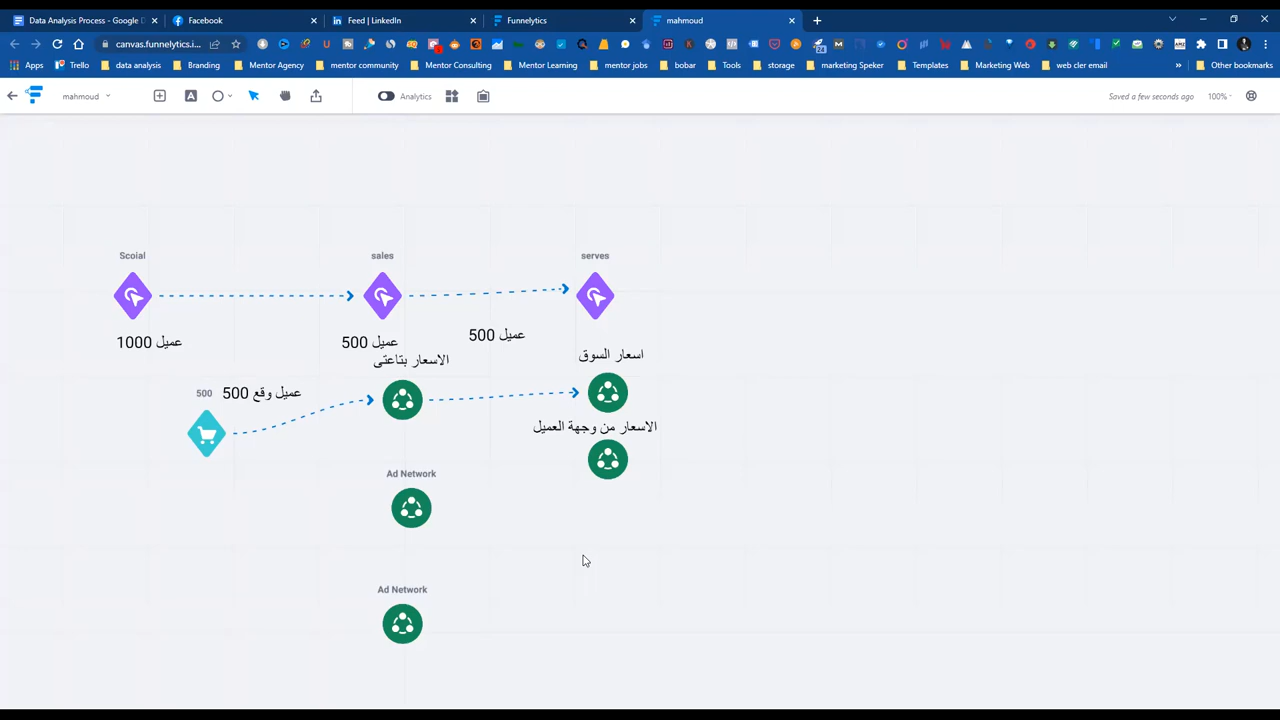 Data Analysis Process - Google D
Facebook
Feed | LinkedIn
Funnelytics
mahmoud
canvas.funnelytics.i...
Apps
Trello
data analysis
Branding
Mentor Agency
mentor community
Mentor Consulting
Mentor Learning
mentor jobs
bobar
Tools
storage
marketing Speker
Templates
Marketing Web
web cler email
»
Other bookmarks
mahmoud
Analytics
Saved a few seconds ago
100%
Scoial
sales
serves
1000 عميل
500 عميل
500 عميل
الاسعار بتاعتى
اسعار السوق
500
500 عميل وقع
الاسعار من وجهة العميل
Ad Network
Ad Network